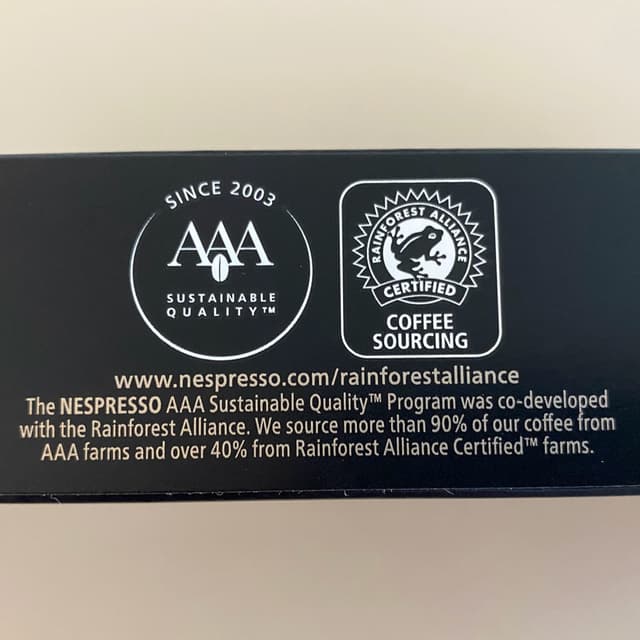 SINCE 2003
AAA
SUSTAINABLE
QUALITY™
RAINFOREST ALLIANCE
CERTIFIED
COFFEE
SOURCING
www.nespresso.com/rainforestalliance
The NESPRESSO AAA Sustainable Quality™ Program was co-developed
with the Rainforest Alliance. We source more than 90% of our coffee from
AAA farms and over 40% from Rainforest Alliance Certified™ farms.